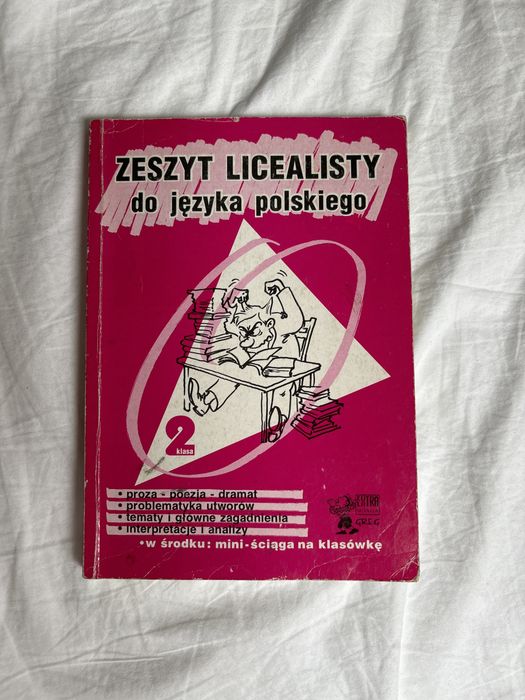 ZESZYT LICEALISTY
do języka polskiego
2
klasa
• proza - poezja - dramat
• problematyka utworów
• tematy i główne zagadnienia
• interpretacje i analizy
• w środku: mini-ściąga na klasówkę
EXTRA
GREG